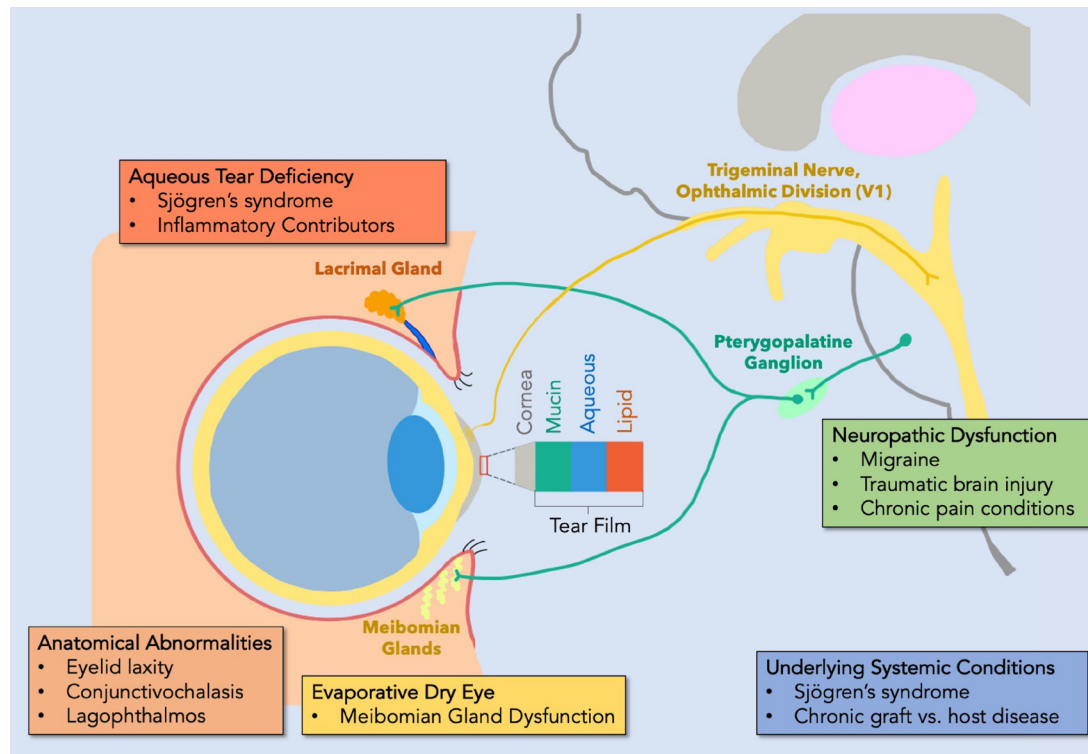 Trigeminal Nerve,
Ophthalmic Division (V1)
Aqueous Tear Deficiency
• Sjögren's syndrome
• Inflammatory Contributors
Lacrimal Gland
Pterygopalatine
Ganglion
Cornea
Mucin
Aqueous
Lipid
Tear Film
Neuropathic Dysfunction
• Migraine
• Traumatic brain injury
• Chronic pain conditions
Meibomian
Glands
Anatomical Abnormalities
• Eyelid laxity
• Conjunctivochalasis
• Lagophthalmos
Evaporative Dry Eye
• Meibomian Gland Dysfunction
Underlying Systemic Conditions
• Sjögren's syndrome
• Chronic graft vs. host disease